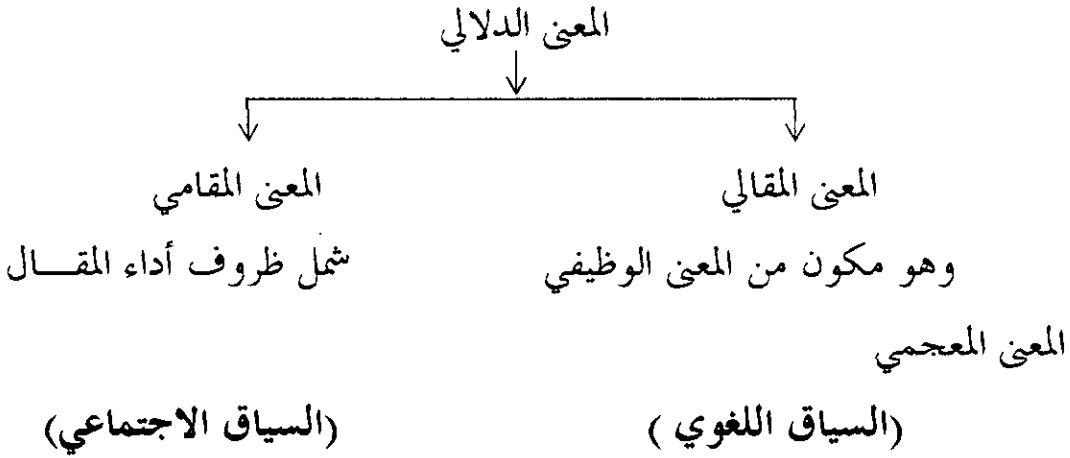 المعنى الدلالي
المعنى المقالي المعنى المقامي
وهو مكون من المعنى الوظيفي شمل ظروف أداء المقـــال
المعنى المعجمي
(السياق اللغوي ) (السياق الاجتماعي)